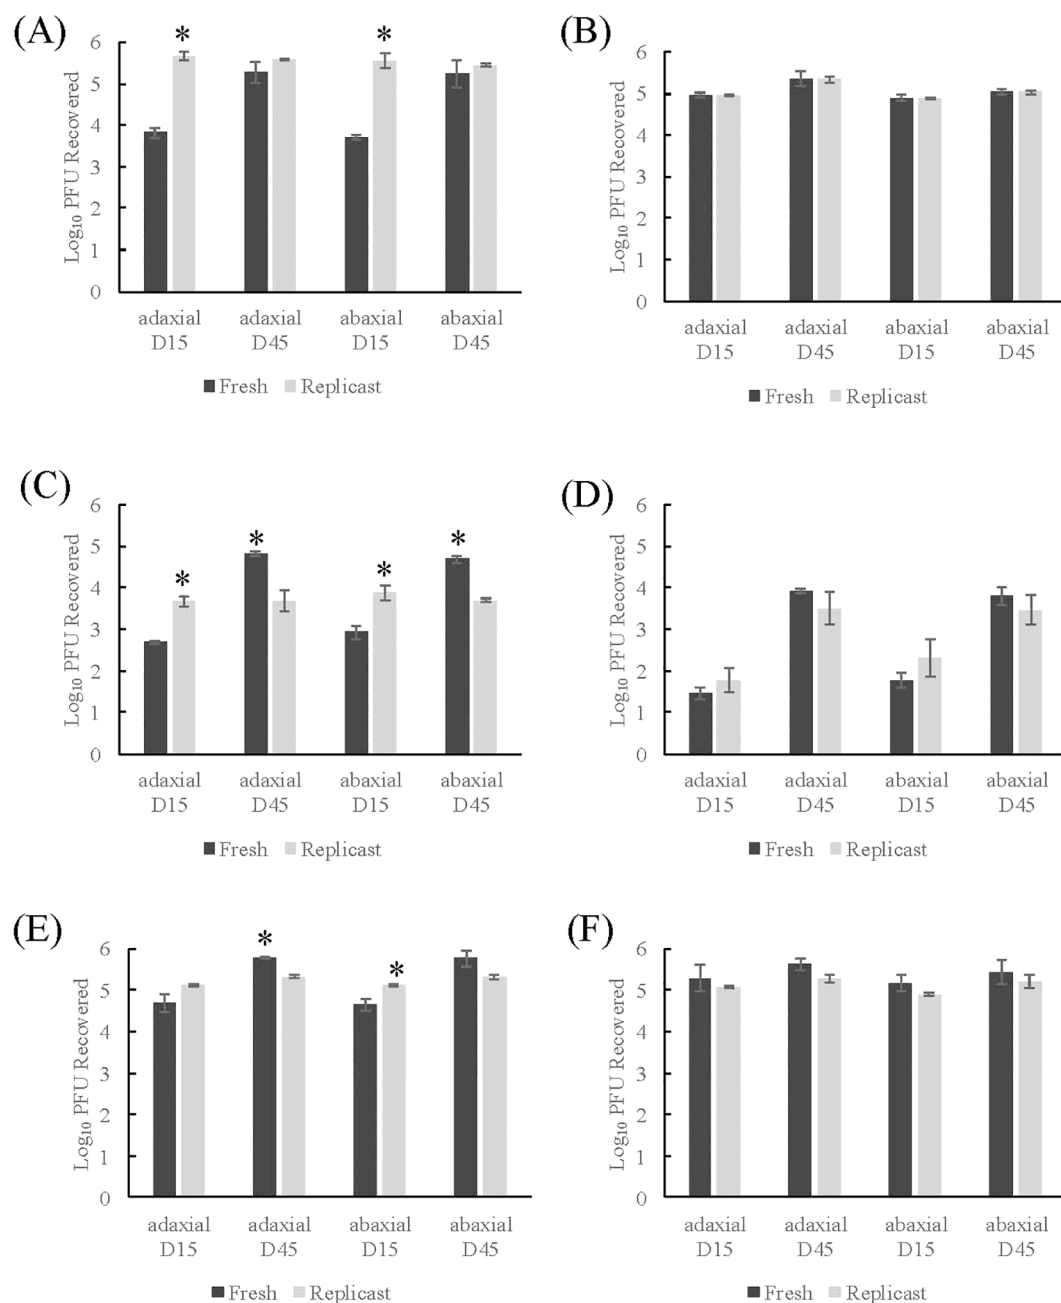 (A)
Log₁₀ PFU Recovered
6
5
4
3
2
1
0
* *
adaxial D15 adaxial D45 abaxial D15 abaxial D45
Fresh Replicast
(B)
Log₁₀ PFU Recovered
6
5
4
3
2
1
0
adaxial D15 adaxial D45 abaxial D15 abaxial D45
Fresh Replicast
(C)
Log₁₀ PFU Recovered
6
5
4
3
2
1
0
* * * *
adaxial D15 adaxial D45 abaxial D15 abaxial D45
Fresh Replicast
(D)
Log₁₀ PFU Recovered
6
5
4
3
2
1
0
adaxial D15 adaxial D45 abaxial D15 abaxial D45
Fresh Replicast
(E)
Log₁₀ PFU Recovered
6
5
4
3
2
1
0
* *
adaxial D15 adaxial D45 abaxial D15 abaxial D45
Fresh Replicast
(F)
Log₁₀ PFU Recovered
6
5
4
3
2
1
0
adaxial D15 adaxial D45 abaxial D15 abaxial D45
Fresh Replicast